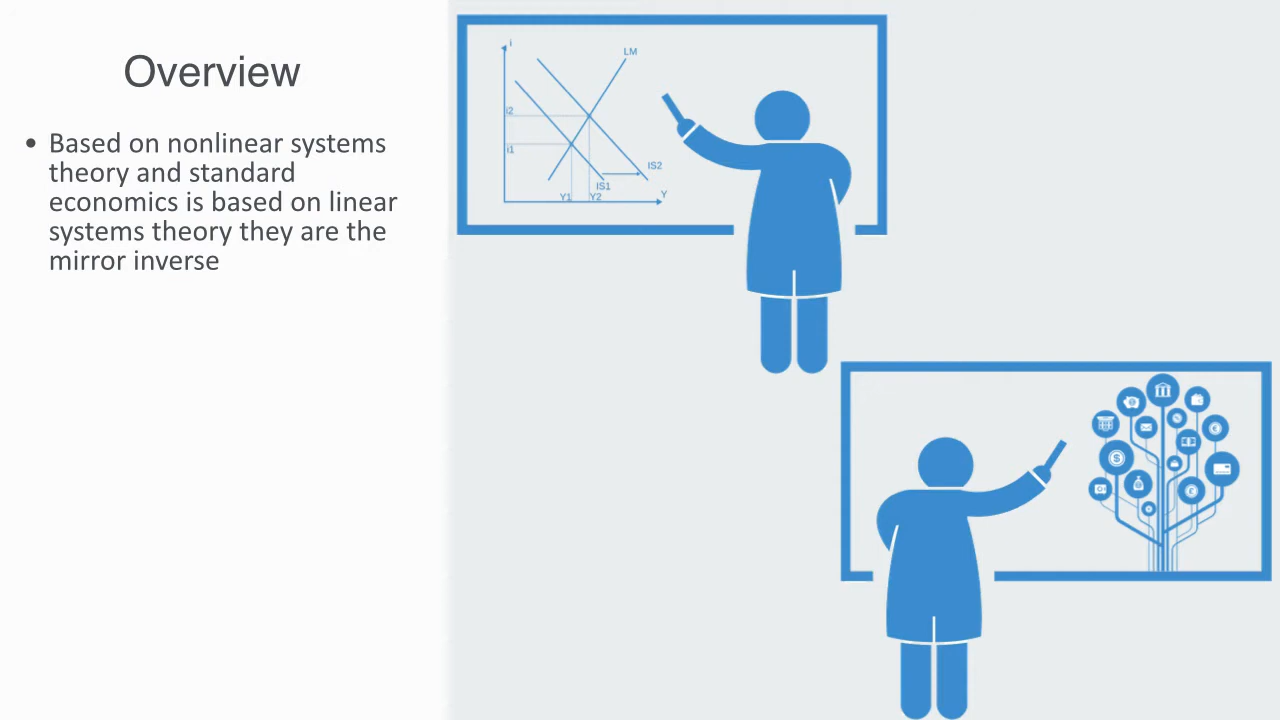 Overview
• Based on nonlinear systems
theory and standard
economics is based on linear
systems theory they are the
mirror inverse
i
LM
i2
i1
IS2
IS1
Y1
Y2
Y
$
€
£